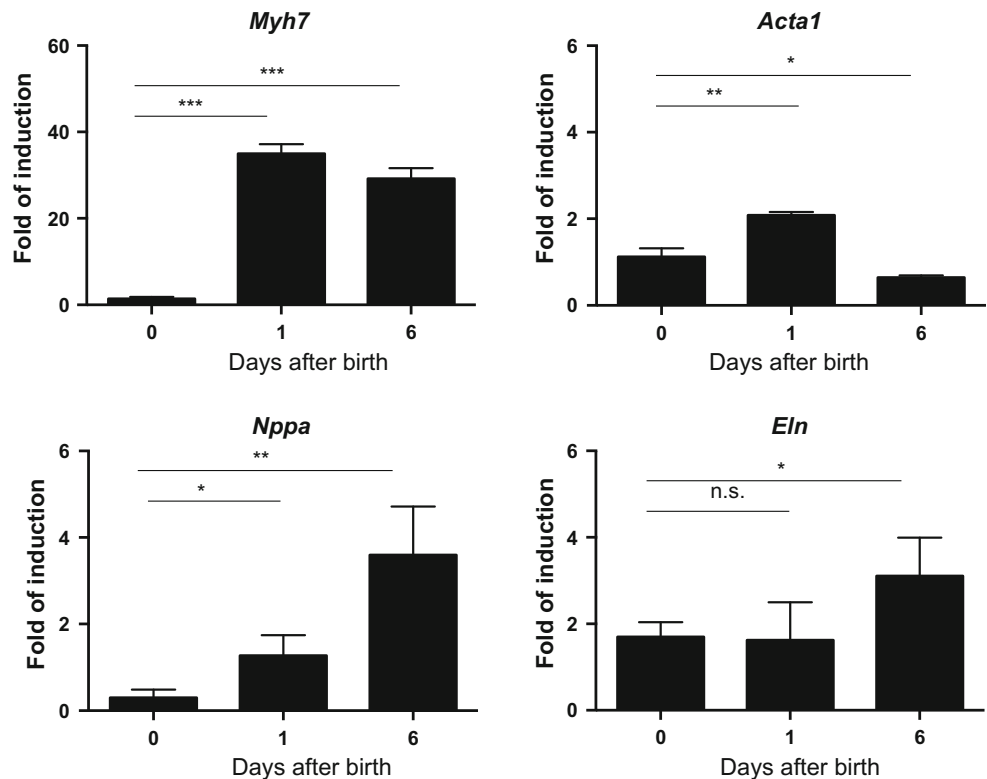 Myh7
Fold of induction
60
40
20
0
***
***
0 1 6
Days after birth
Acta1
Fold of induction
6
4
2
0
*
**
0 1 6
Days after birth
Nppa
Fold of induction
6
4
2
0
**
*
0 1 6
Days after birth
Eln
Fold of induction
6
4
2
0
*
n.s.
0 1 6
Days after birth